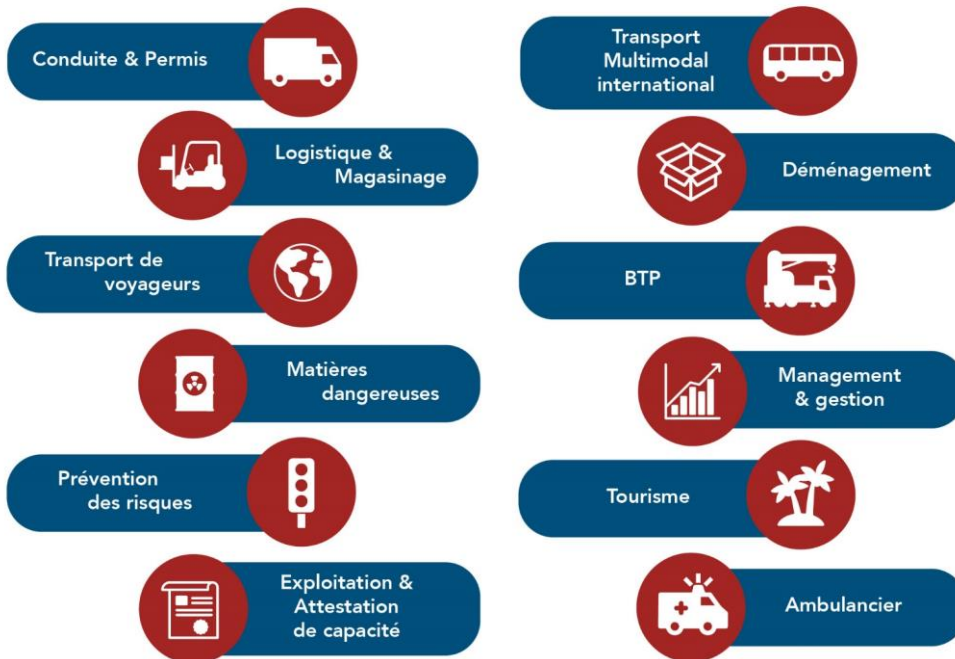 Conduite & Permis
Logistique &
Magasinage
Transport de
voyageurs
Matières
dangereuses
Prévention
des risques
Exploitation &
Attestation
de capacité
Transport
Multimodal
international
Déménagement
BTP
Management
& gestion
Tourisme
Ambulancier